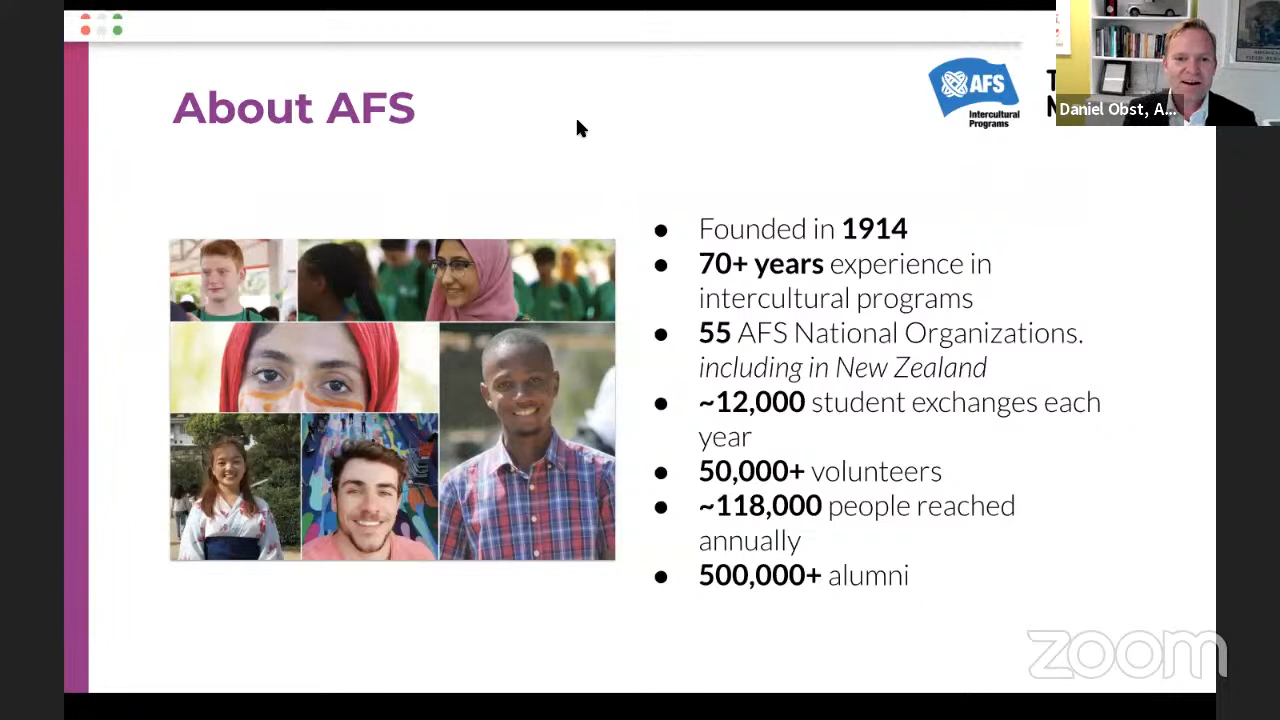 About AFS
AFS
Intercultural
Programs
T
N
Daniel Obst, A...
● Founded in 1914
● 70+ years experience in
intercultural programs
● 55 AFS National Organizations.
including in New Zealand
● ~12,000 student exchanges each
year
● 50,000+ volunteers
● ~118,000 people reached
annually
● 500,000+ alumni
zoom